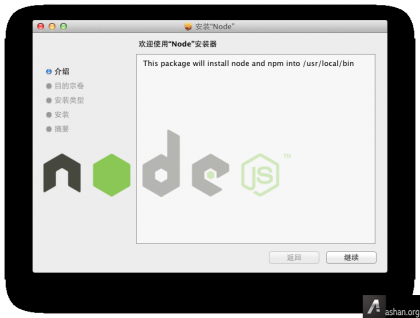 安装“Node”
欢迎使用“Node”安装器
介绍
目的宗卷
安装类型
安装
摘要
This package will install node and npm into /usr/local/bin
node
JS
TM
返回
继续
A
ashan.org